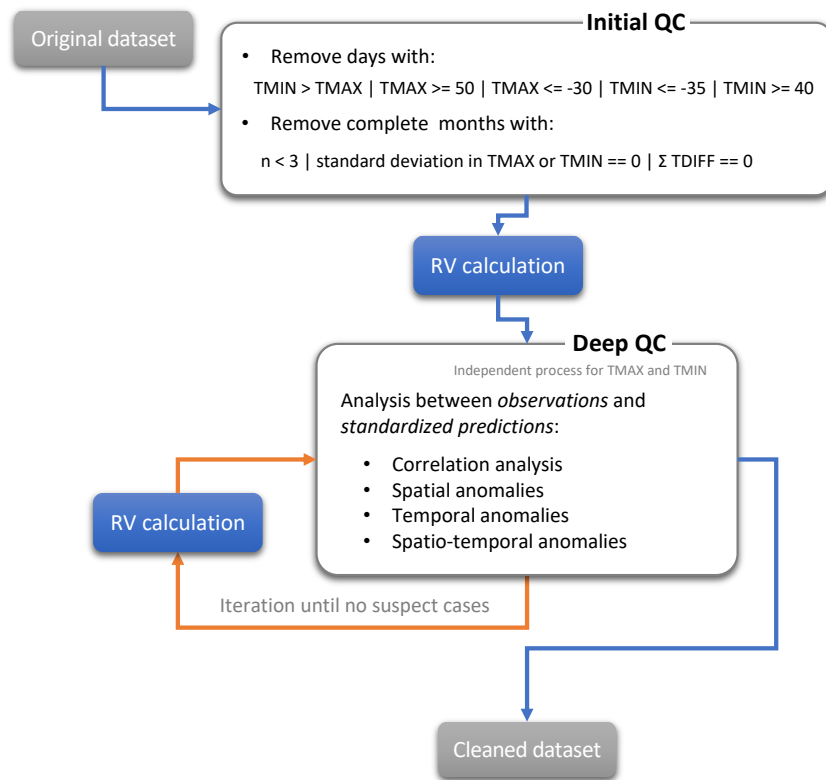 Original dataset
Initial QC
• Remove days with:
TMIN > TMAX | TMAX >= 50 | TMAX <= -30 | TMIN <= -35 | TMIN >= 40
• Remove complete months with:
n < 3 | standard deviation in TMAX or TMIN == 0 | Σ TDIFF == 0
RV calculation
Deep QC
Independent process for TMAX and TMIN
Analysis between observations and
standardized predictions:
• Correlation analysis
• Spatial anomalies
• Temporal anomalies
• Spatio-temporal anomalies
RV calculation
Iteration until no suspect cases
Cleaned dataset